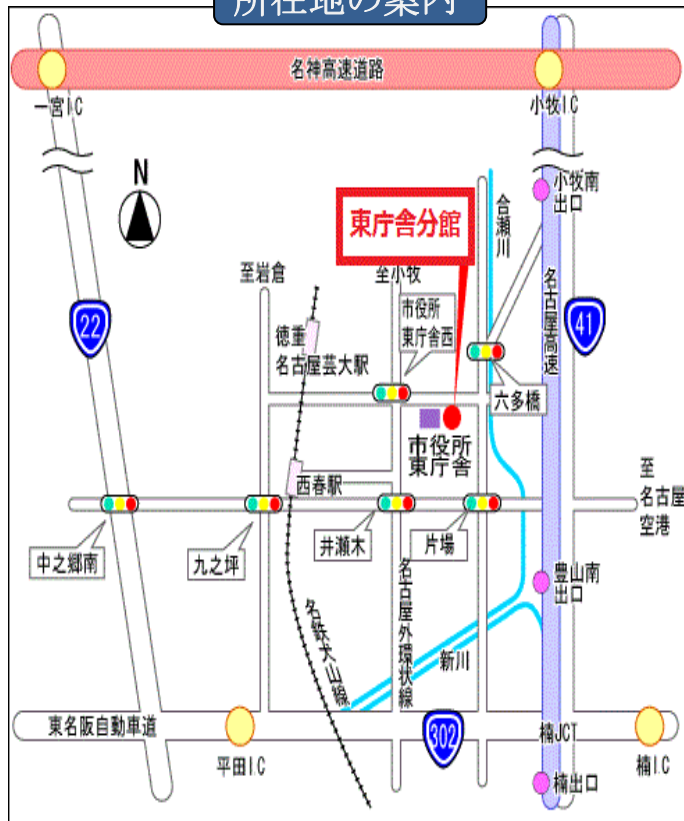 所在地の案内
名神高速道路
一宮I.C
小牧I.C
N
小牧南
出口
東庁舎分館
合瀬川
至岩倉
至小牧
市役所
東庁舎西
22
徳重
名古屋芸大駅
名古屋高速
41
六多橋
市役所
東庁舎
至
名古屋
空港
西春駅
中之郷南
九之坪
井瀬木
片場
豊山南
出口
名古屋外環状線
名鉄犬山線
新川
東名阪自動車道
302
楠JCT
平田I.C
楠I.C
楠出口